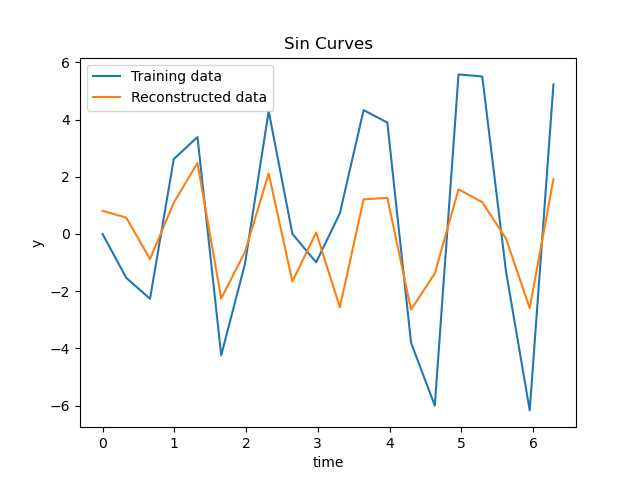 Sin Curves
Training data
Reconstructed data
6
4
2
0
−2
−4
−6
y
0 1 2 3 4 5 6
time